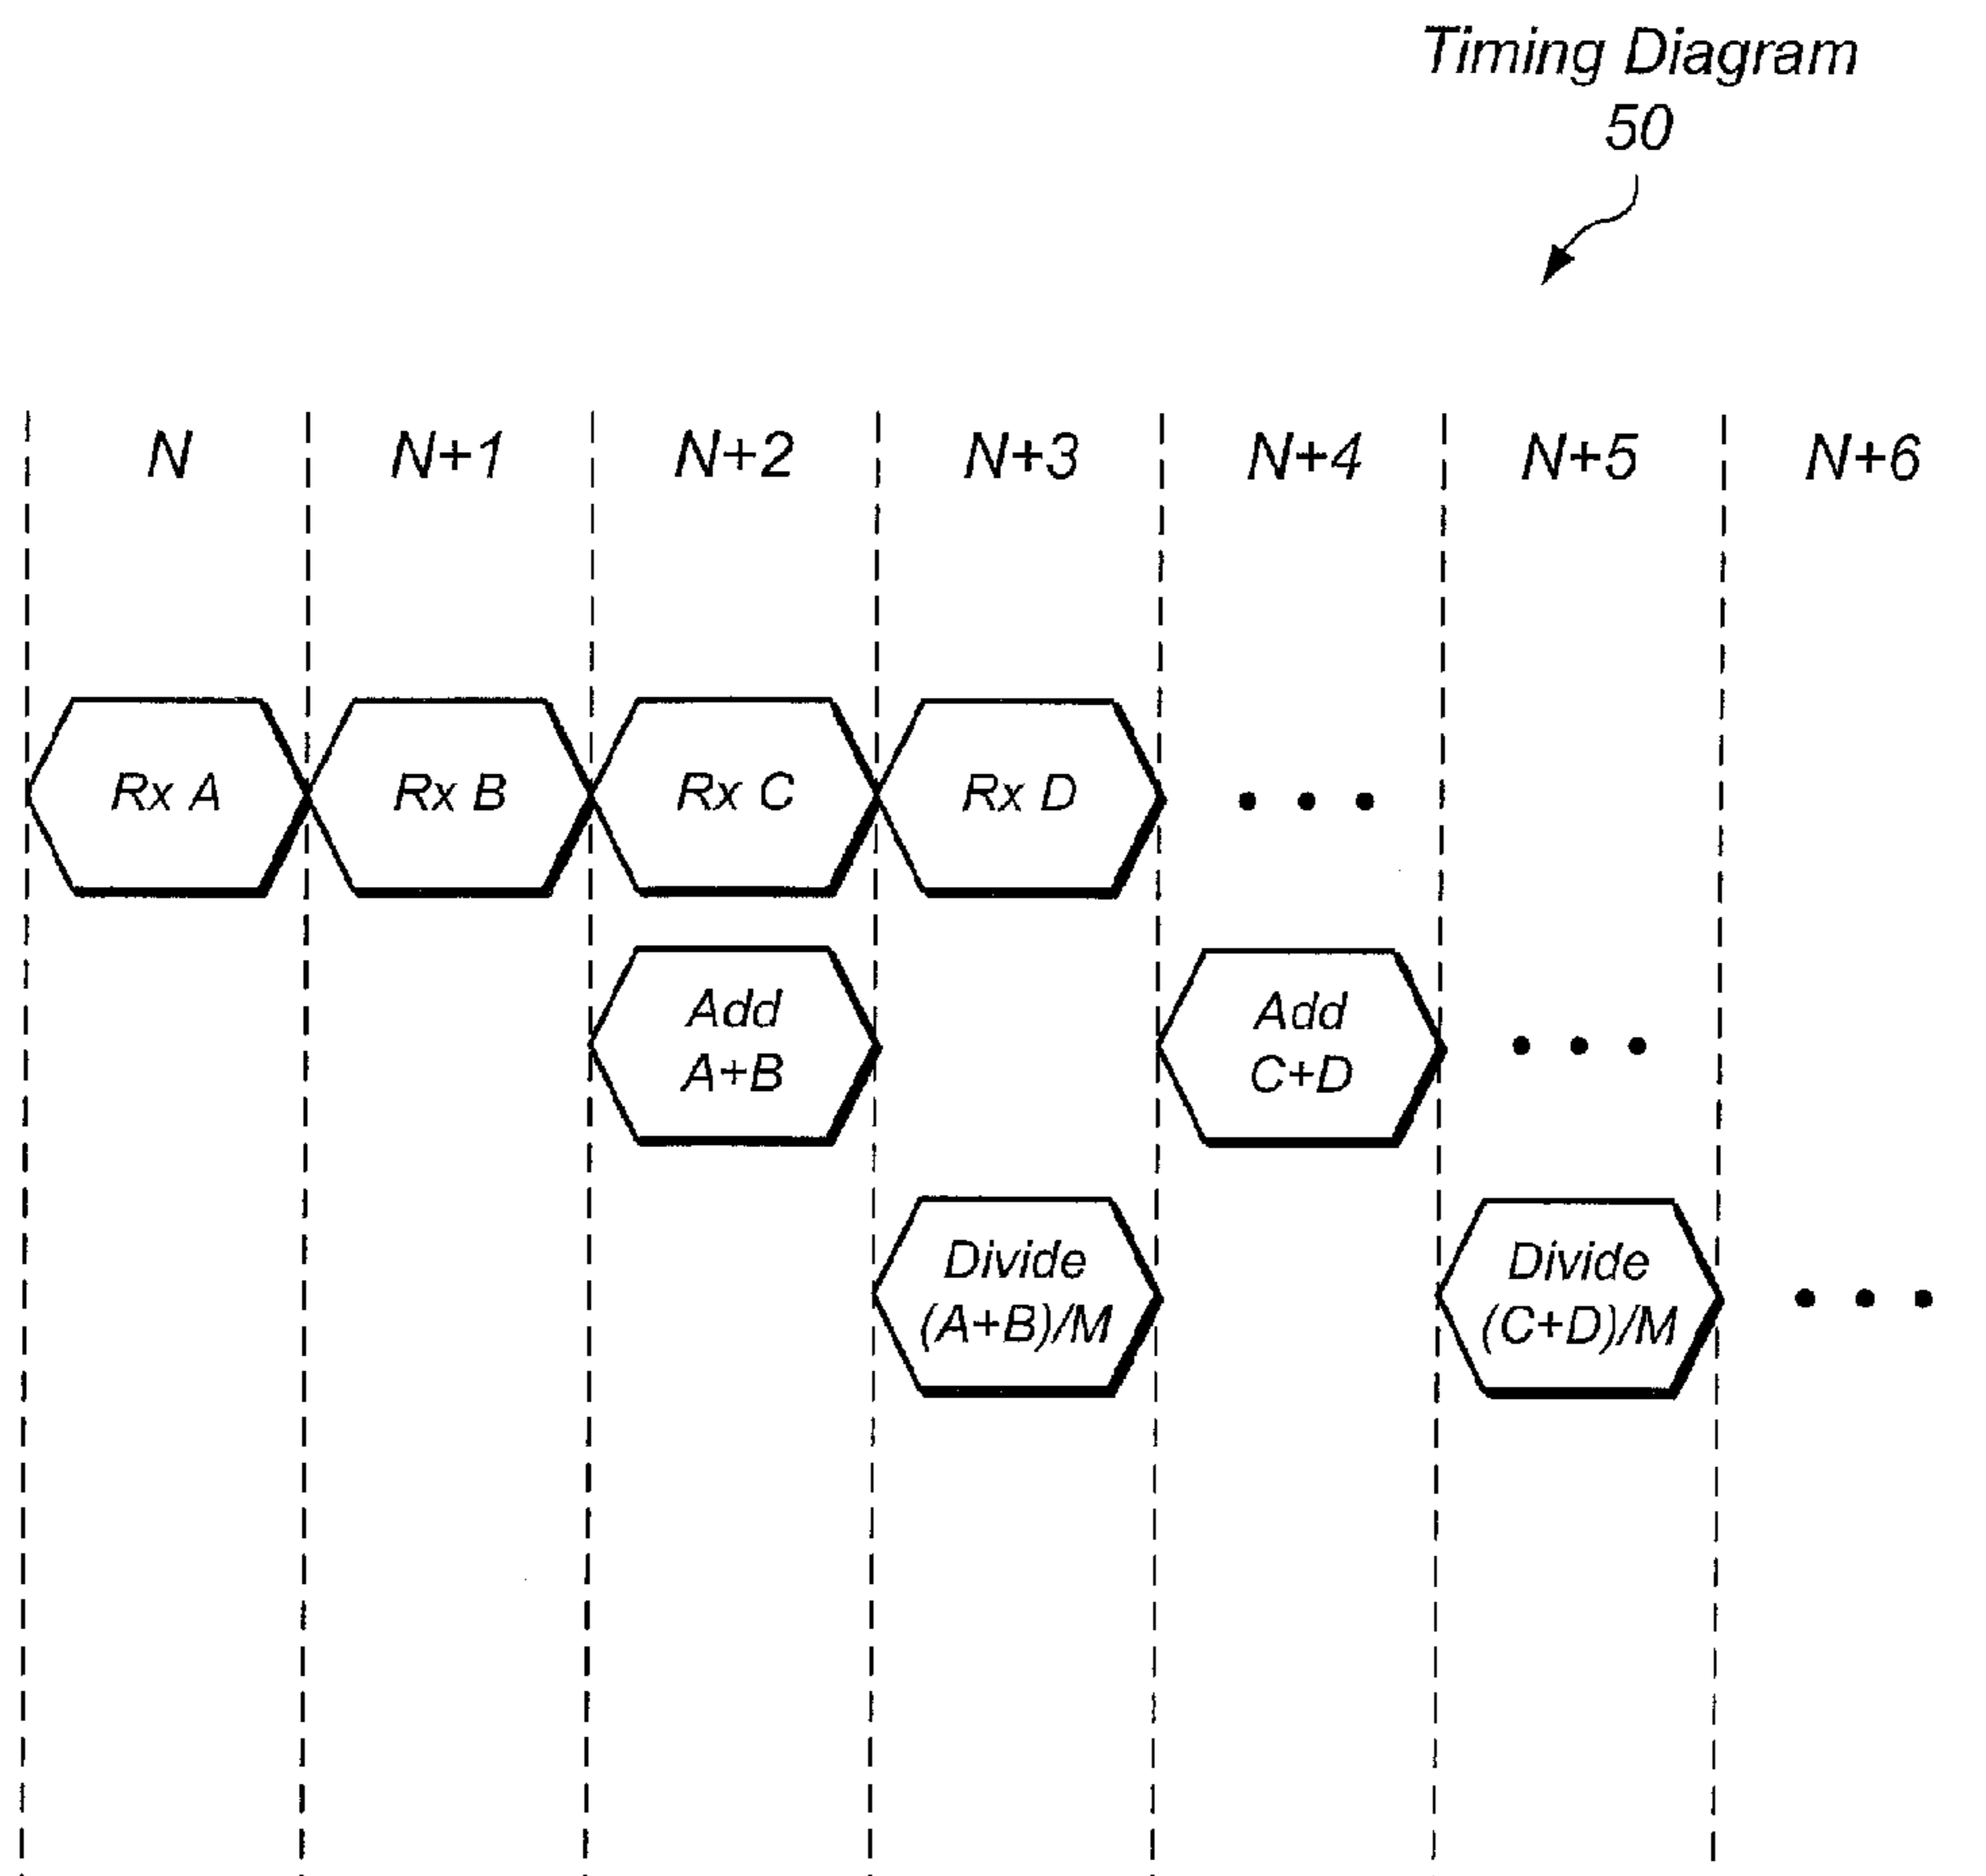 Timing Diagram
50
N N+1 N+2 N+3 N+4 N+5 N+6
Rx A Rx B Rx C Rx D • • •
Add
A+B
Add
C+D
• • •
Divide
(A+B)/M
Divide
(C+D)/M
• • •